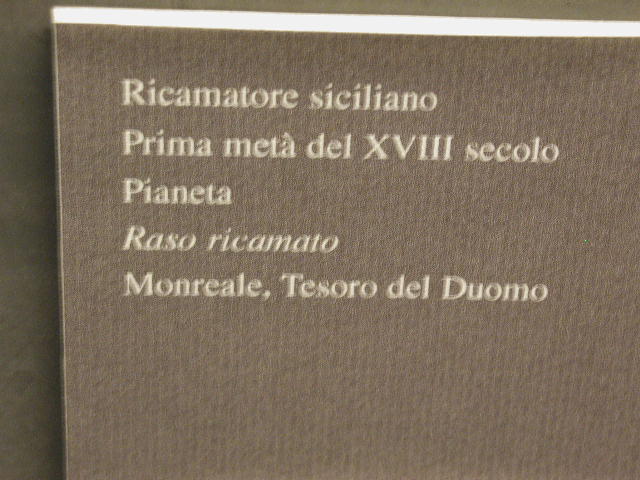 Ricamatore siciliano
Prima metà del XVIII secolo
Pianeta
Raso ricamato
Monreale, Tesoro del Duomo